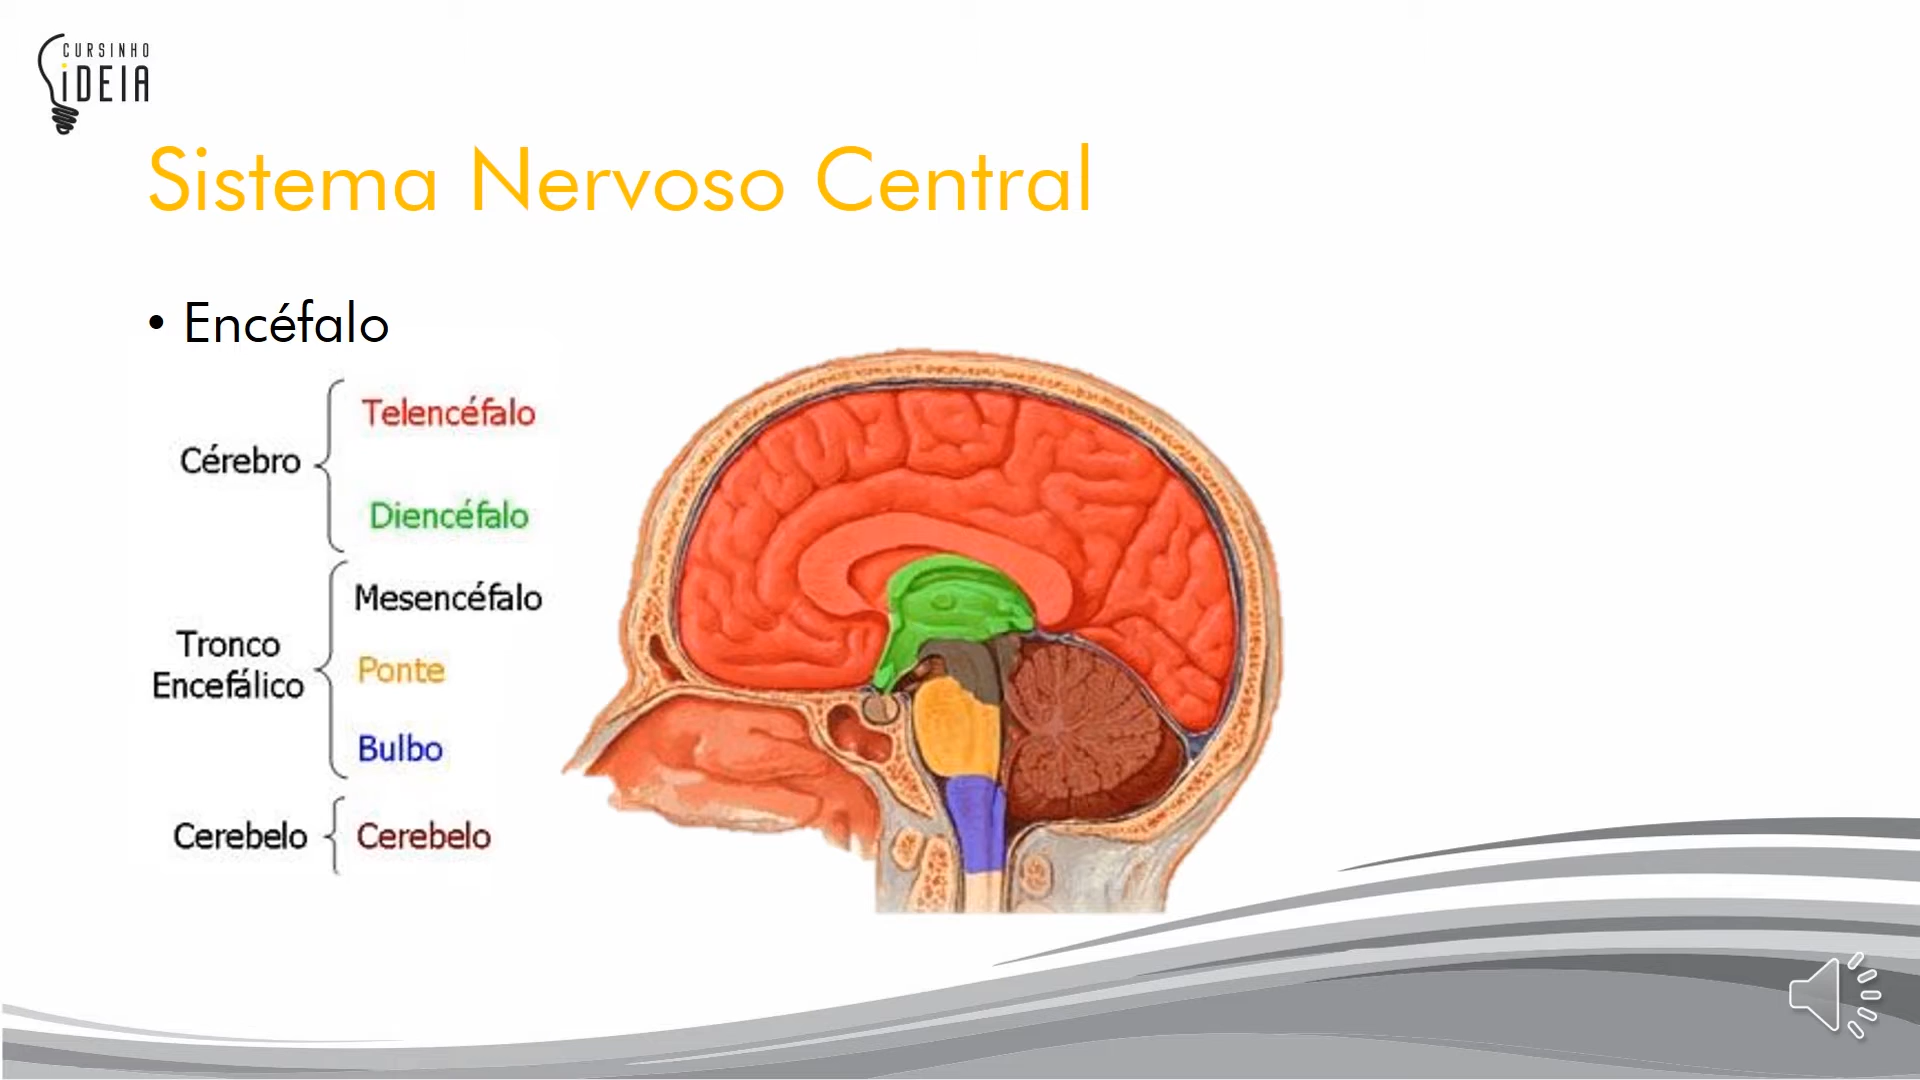 CURSINHO
iDEIA
Sistema Nervoso Central
• Encéfalo
Cérebro
Telencéfalo
Diencéfalo
Tronco
Encefálico
Mesencéfalo
Ponte
Bulbo
Cerebelo
Cerebelo